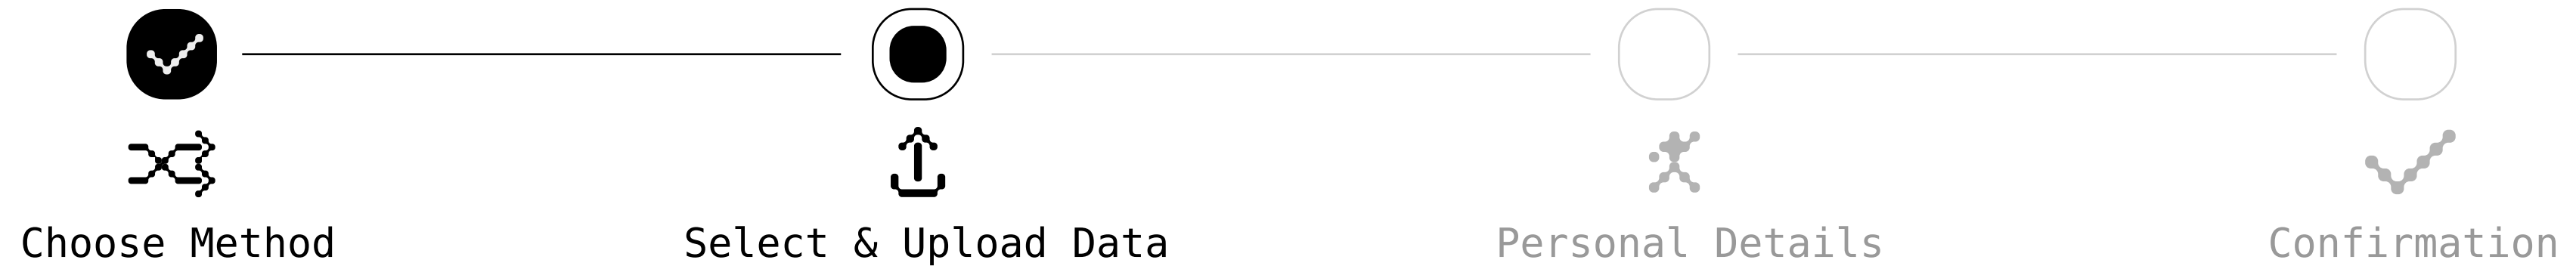 Choose Method
Select & Upload Data
Personal Details
Confirmation